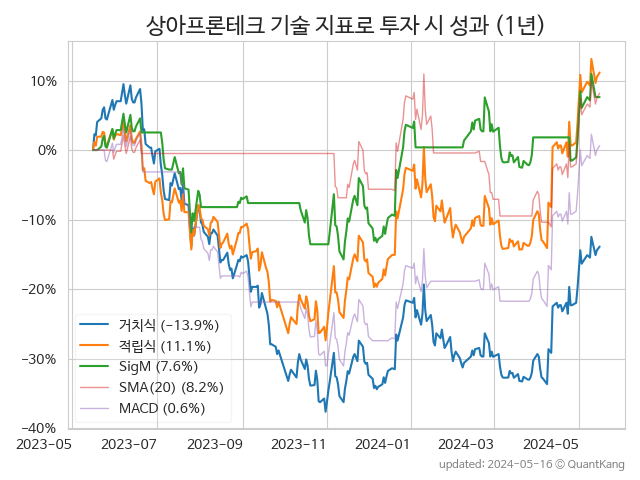 상아프론테크 기술 지표로 투자 시 성과 (1년)
10%
0%
−10%
−20%
−30%
−40%
거치식 (−13.9%)
적립식 (11.1%)
SigM (7.6%)
SMA(20) (8.2%)
MACD (0.6%)
2023-05 2023-07 2023-09 2023-11 2024-01 2024-03 2024-05
updated: 2024-05-16 © QuantKang